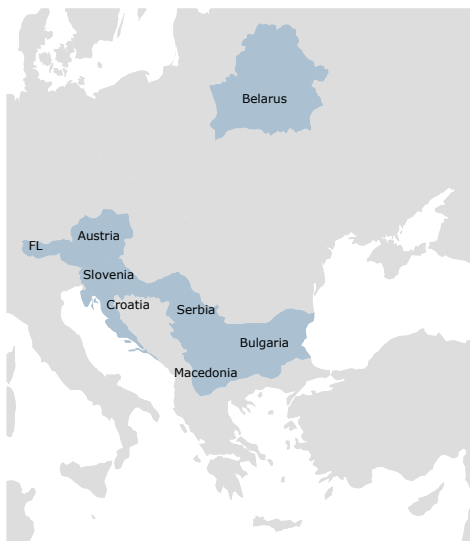 Belarus
Austria
FL
Slovenia
Croatia
Serbia
Bulgaria
Macedonia